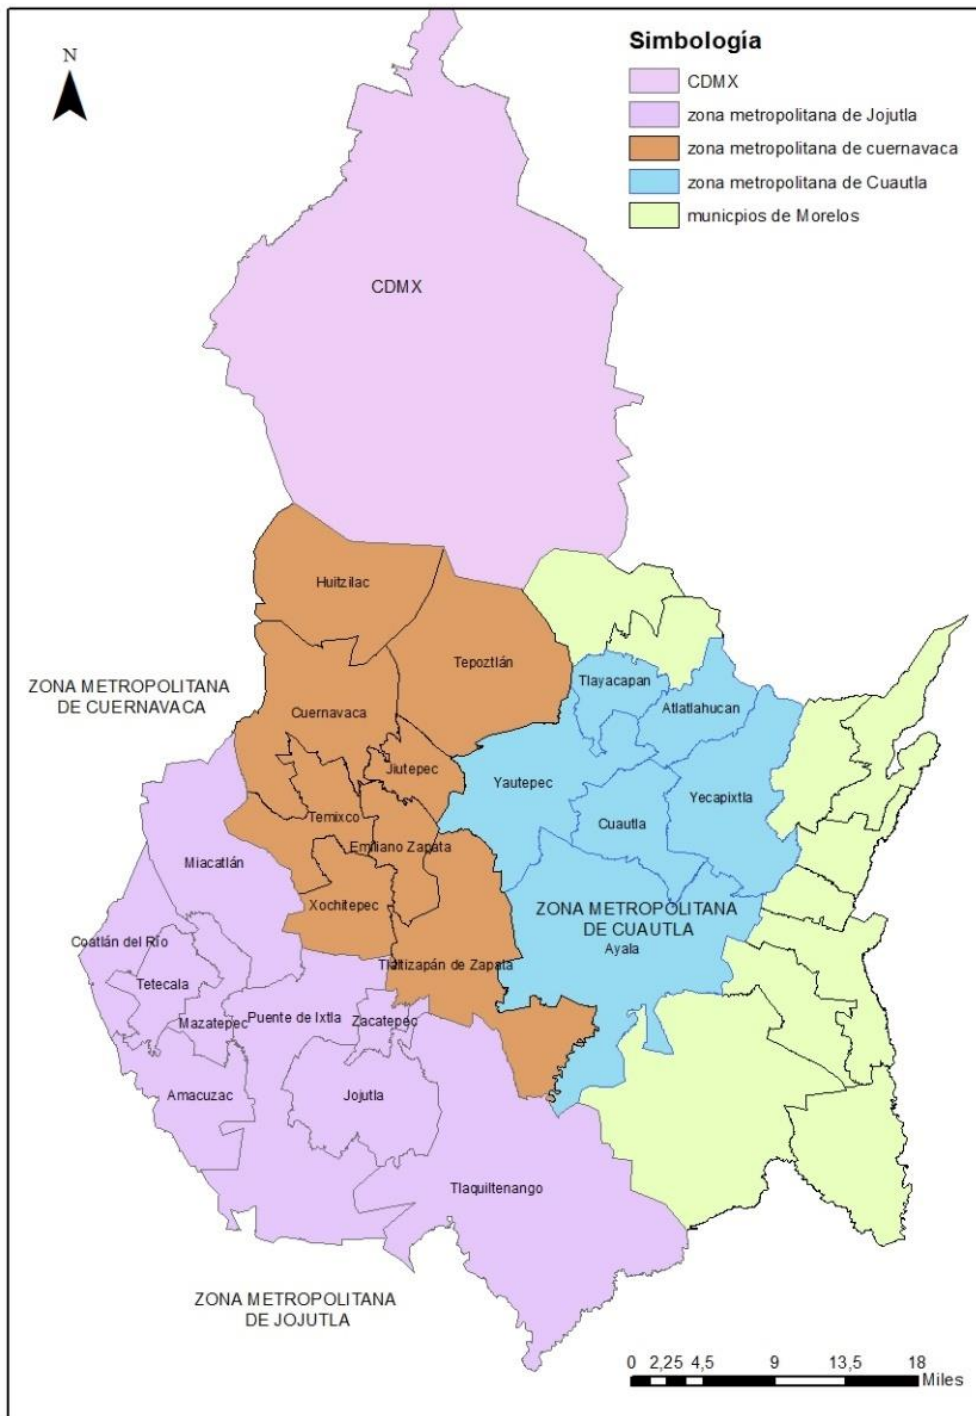 N
Simbología
CDMX
zona metropolitana de Jojutla
zona metropolitana de cuernavaca
zona metropolitana de Cuautla
municpios de Morelos
CDMX
Huitzilac
Tepoztlán
Tlayacapan
ZONA METROPOLITANA
DE CUERNAVACA
Atlatlahucan
Cuernavaca
Jiutepec
Yautepec
Yecapixtla
Temixco
Cuautla
Emiliano Zapata
Miacatlán
Xochitepec
ZONA METROPOLITANA
DE CUAUTLA
Ayala
Coatlán del Río
Tlaltizapán de Zapata
Tetecala
Mazatepec
Puente de Ixtla
Zacatepec
Amacuzac
Jojutla
Tlaquiltenango
ZONA METROPOLITANA
DE JOJUTLA
0 2,25 4,5 9 13,5 18
Miles